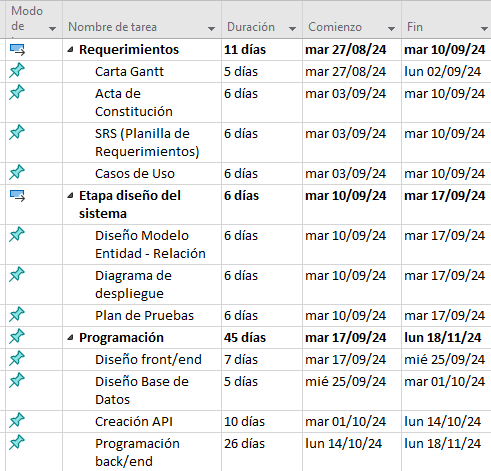 Modo de Nombre de tarea Duración Comienzo Fin
Requerimientos 11 días mar 27/08/24 mar 10/09/24
Carta Gantt 5 días mar 27/08/24 lun 02/09/24
Acta de 6 días mar 03/09/24 mar 10/09/24
Constitución
SRS (Planilla de 6 días mar 03/09/24 mar 10/09/24
Requerimientos)
Casos de Uso 6 días mar 03/09/24 mar 10/09/24
Etapa diseño del 6 días mar 10/09/24 mar 17/09/24
sistema
Diseño Modelo 6 días mar 10/09/24 mar 17/09/24
Entidad - Relación
Diagrama de 6 días mar 10/09/24 mar 17/09/24
despliegue
Plan de Pruebas 6 días mar 10/09/24 mar 17/09/24
Programación 45 días mar 17/09/24 lun 18/11/24
Diseño front/end 7 días mar 17/09/24 mié 25/09/24
Diseño Base de 5 días mié 25/09/24 mar 01/10/24
Datos
Creación API 10 días mar 01/10/24 lun 14/10/24
Programación 26 días lun 14/10/24 lun 18/11/24
back/end